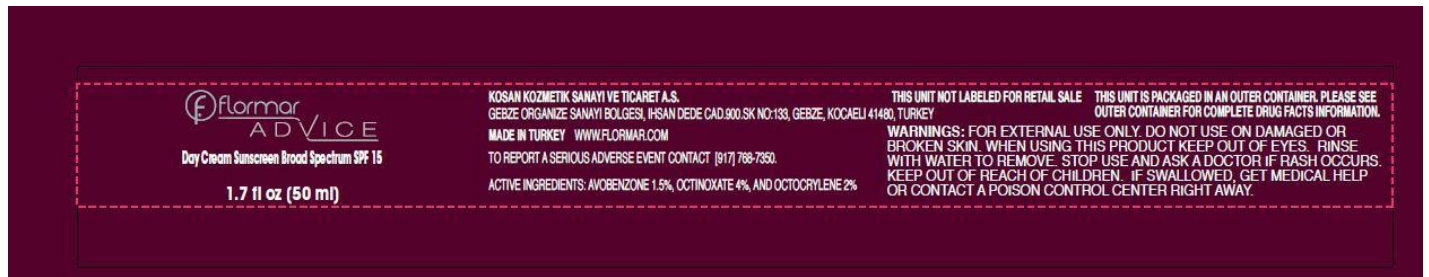 flormar
ADVICE
Day Cream Sunscreen Broad Spectrum SPF 15
1.7 fl oz (50 ml)
KOSAN KOZMETIK SANAYI VE TICARET A.S.
GEBZE ORGANIZE SANAYI BOLGESI, IHSAN DEDE CAD.900.SK NO:133, GEBZE, KOCAELI 41480, TURKEY
MADE IN TURKEY WWW.FLORMAR.COM
TO REPORT A SERIOUS ADVERSE EVENT CONTACT [917] 768-7350.
ACTIVE INGREDIENTS: AVOBENZONE 1.5%, OCTINOXATE 4%, AND OCTOCRYLENE 2%
THIS UNIT NOT LABELED FOR RETAIL SALE
THIS UNIT IS PACKAGED IN AN OUTER CONTAINER. PLEASE SEE
OUTER CONTAINER FOR COMPLETE DRUG FACTS INFORMATION.
WARNINGS: FOR EXTERNAL USE ONLY. DO NOT USE ON DAMAGED OR
BROKEN SKIN. WHEN USING THIS PRODUCT KEEP OUT OF EYES. RINSE
WITH WATER TO REMOVE. STOP USE AND ASK A DOCTOR IF RASH OCCURS.
KEEP OUT OF REACH OF CHILDREN. IF SWALLOWED, GET MEDICAL HELP
OR CONTACT A POISON CONTROL CENTER RIGHT AWAY.